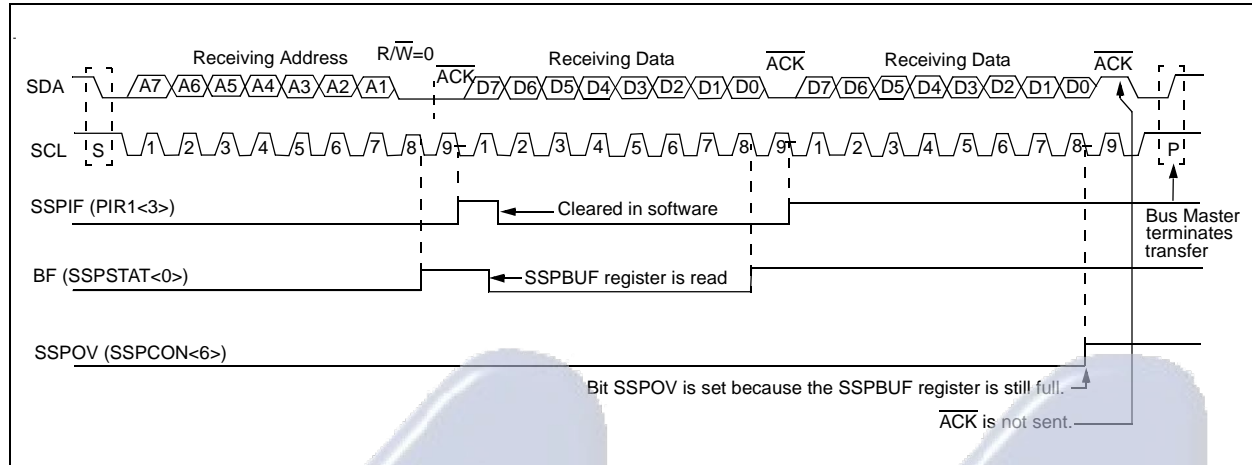 Receiving Address R/W=0 Receiving Data ACK Receiving Data ACK
ACK
SDA A7 A6 A5 A4 A3 A2 A1 D7 D6 D5 D4 D3 D2 D1 D0 D7 D6 D5 D4 D3 D2 D1 D0
SCL S 1 2 3 4 5 6 7 8 9 1 2 3 4 5 6 7 8 9 1 2 3 4 5 6 7 8 9 P
SSPIF (PIR1<3>)
Cleared in software
Bus Master
terminates
transfer
BF (SSPSTAT<0>)
SSPBUF register is read
SSPOV (SSPCON<6>)
Bit SSPOV is set because the SSPBUF register is still full.
ACK is not sent.